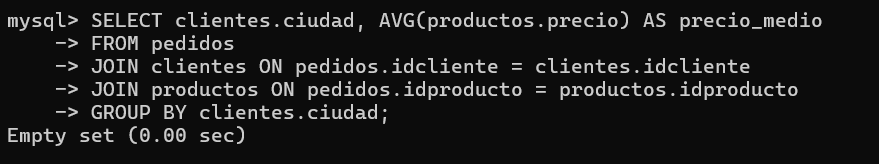 mysql> SELECT clientes.ciudad, AVG(productos.precio) AS precio_medio
    -> FROM pedidos
    -> JOIN clientes ON pedidos.idcliente = clientes.idcliente
    -> JOIN productos ON pedidos.idproducto = productos.idproducto
    -> GROUP BY clientes.ciudad;
Empty set (0.00 sec)